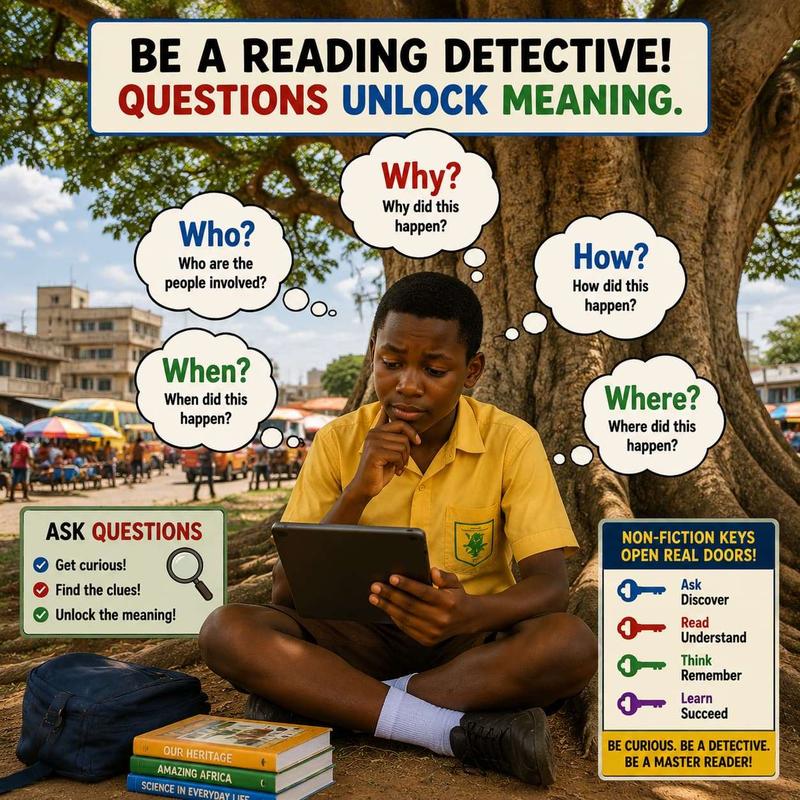 BE A READING DETECTIVE!
QUESTIONS UNLOCK MEANING.
Why?
Why did this
happen?
Who?
Who are the
people involved?
How?
How did this
happen?
When?
When did this
happen?
Where?
Where did this
happen?
ASK QUESTIONS
Get curious!
Find the clues!
Unlock the meaning!
NON-FICTION KEYS
OPEN REAL DOORS!
Ask
Discover
Read
Understand
Think
Remember
Learn
Succeed
BE CURIOUS. BE A DETECTIVE.
BE A MASTER READER!
OUR HERITAGE
AMAZING AFRICA
SCIENCE IN EVERYDAY LIFE